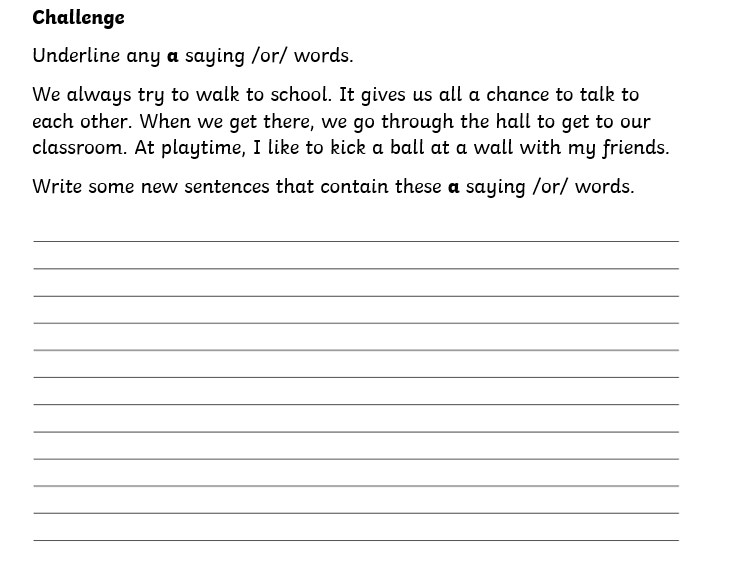 Challenge
Underline any a saying /or/ words.
We always try to walk to school. It gives us all a chance to talk to
each other. When we get there, we go through the hall to get to our
classroom. At playtime, I like to kick a ball at a wall with my friends.
Write some new sentences that contain these a saying /or/ words.